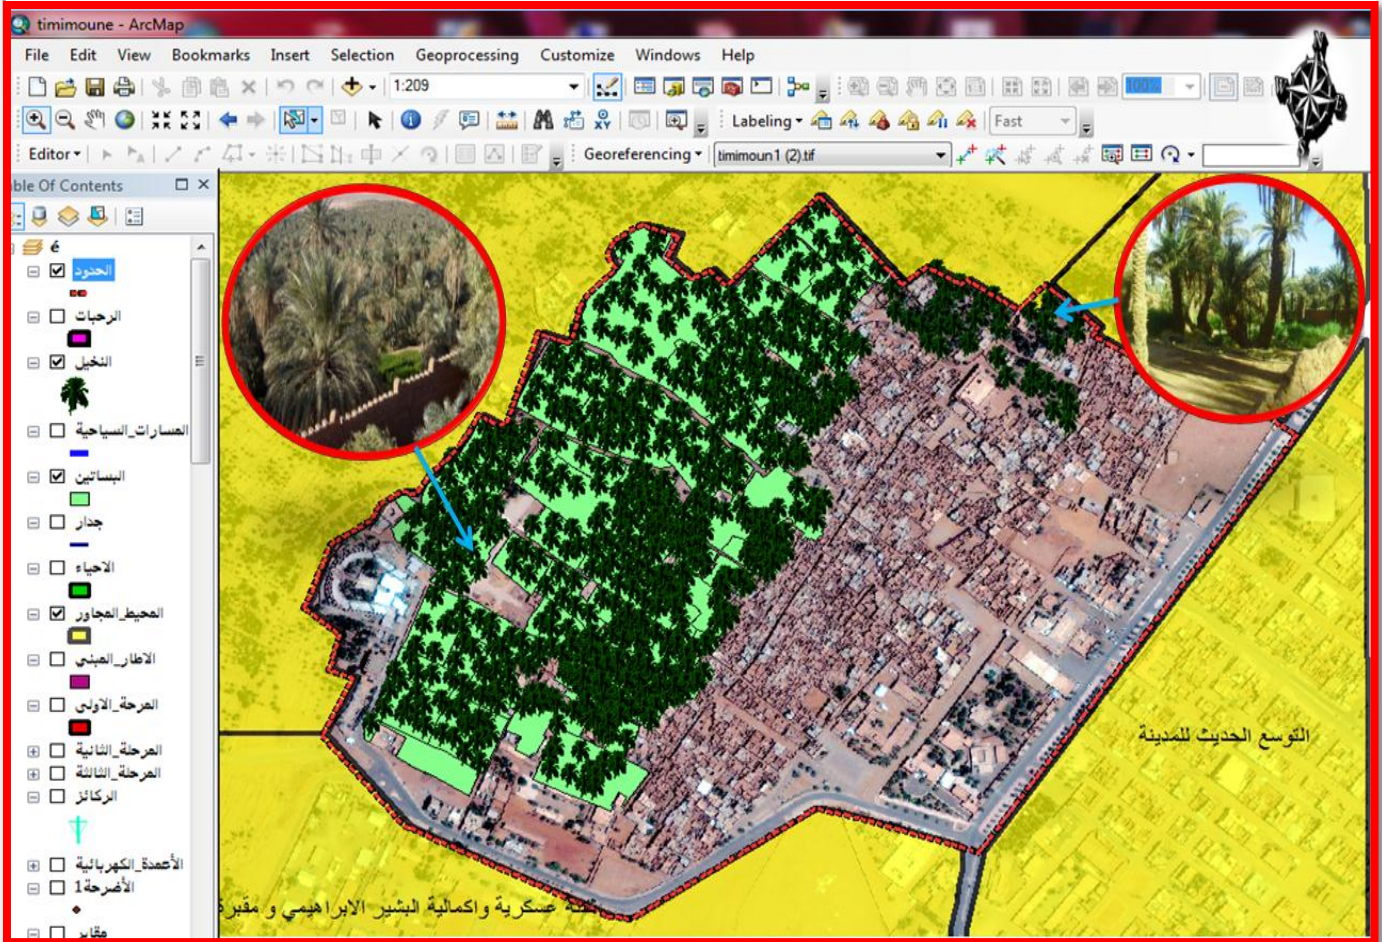 timimoune - ArcMap
File Edit View Bookmarks Insert Selection Geoprocessing Customize Windows Help
1:209
100%
Labeling
Fast
Editor
Georeferencing
timimoun1 (2).tif
ble Of Contents
é
الحدود
الرحبات
النخيل
المسارات_السياحية
البساتين
جدار
الاحياء
المحيط_المجاور
الاطار_المبني
المرحة_الاولى
المرحلة_الثانية
المرحلة_الثالثة
الركائز
الأعمدة_الكهربائية
الأضرحة1
مقابر
التوسع الحديث للمدينة
عسكرية واكمالية البشير الابراهيمي و مقبرة